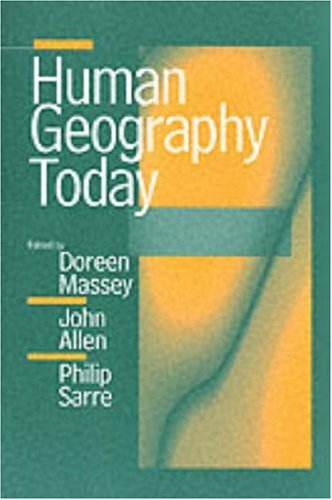 Human
Geography
Today
Edited by
Doreen
Massey
John
Allen
Philip
Sarre